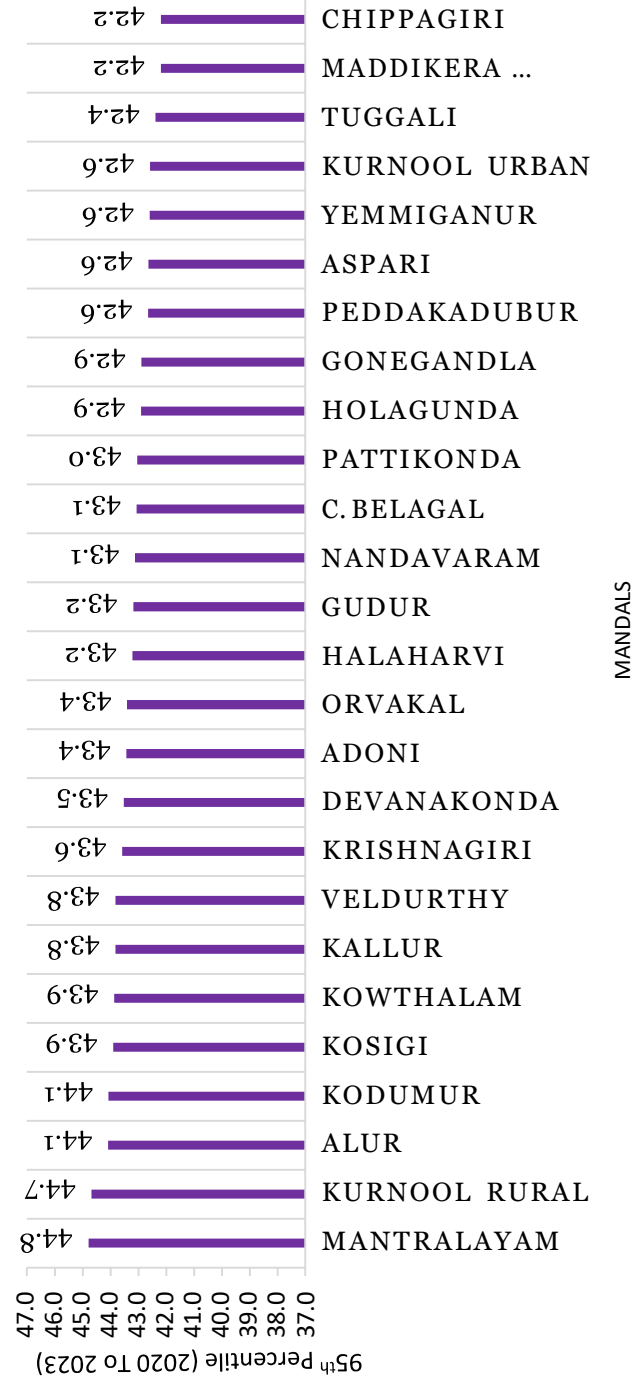 42.2 CHIPPAGIRI
42.2 MADDIKERA ...
42.4 TUGGALI
42.6 KURNOOL URBAN
42.6 YEMMIGANUR
42.6 ASPARI
42.6 PEDDAKADUBUR
42.9 GONEGANDLA
42.9 HOLAGUNDA
43.0 PATTIKONDA
43.1 C.BELAGAL
43.1 NANDAVARAM
43.2 GUDUR
43.2 HALAHARVI
43.4 ORVAKAL
43.4 ADONI
43.5 DEVANAKONDA
43.6 KRISHNAGIRI
43.8 VELDURTHY
43.8 KALLUR
43.9 KOWTHALAM
43.9 KOSIGI
44.1 KODUMUR
44.1 ALUR
44.7 KURNOOL RURAL
44.8 MANTRALAYAM
MANDALS
47.0 46.0 45.0 44.0 43.0 42.0 41.0 40.0 39.0 38.0 37.0
95th Percentile (2020 To 2023)